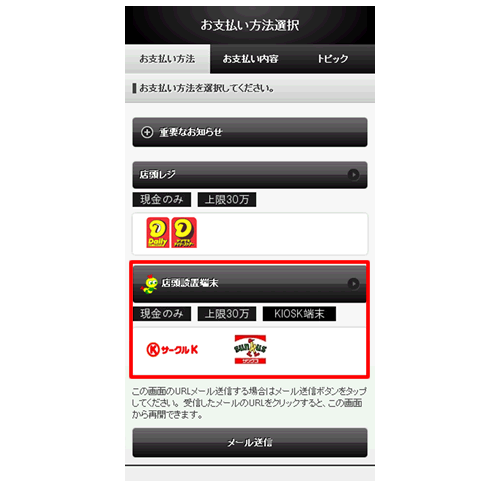 お支払い方法選択
お支払い方法 お支払い内容 トピック
お支払い方法を選択してください。
重要なお知らせ
店頭レジ
現金のみ 上限30万
Daily
店頭設置端末
現金のみ 上限30万 KIOSK端末
サークルK サンクス
この画面のURLメール送信する場合はメール送信ボタンをタップ
してください。受信したメールのURLをクリックすると、この画面
から再開できます。
メール送信